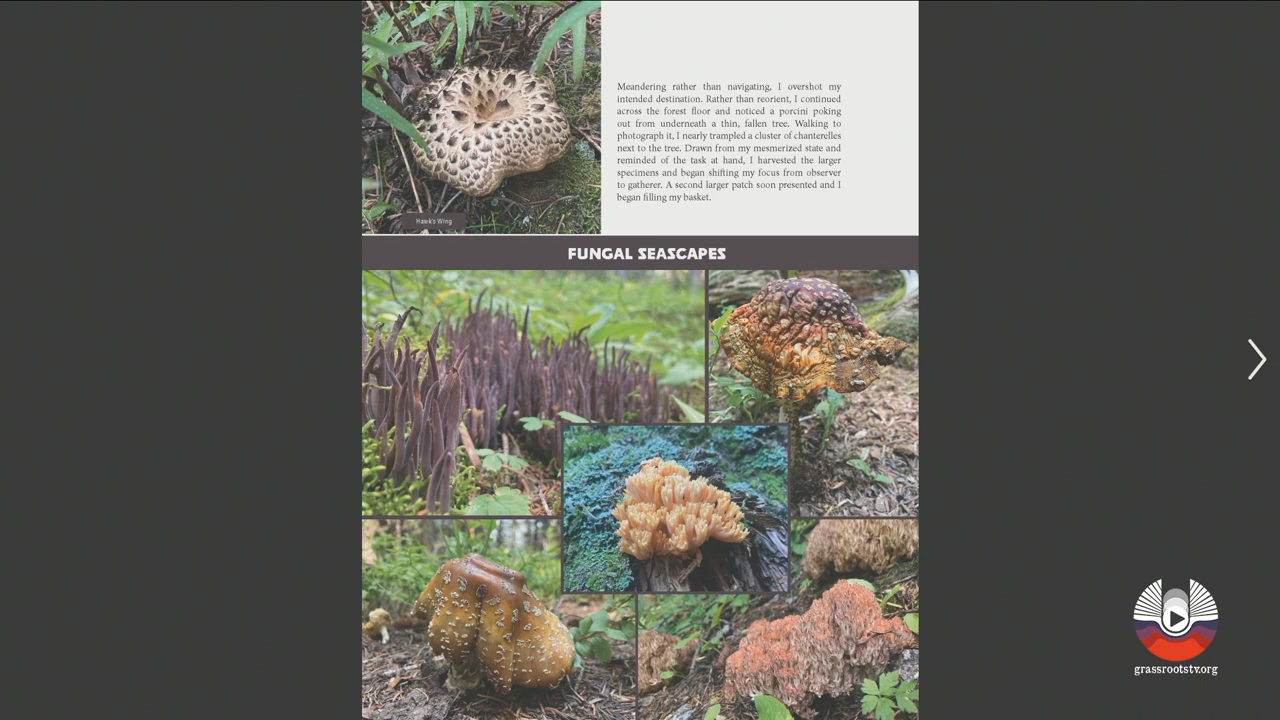 Meandering rather than navigating, I overshot my
intended destination. Rather than reorient, I continued
across the forest floor and noticed a porcini poking
out from underneath a thin, fallen tree. Walking to
photograph it, I nearly trampled a cluster of chanterelles
next to the tree. Drawn from my mesmerized state and
reminded of the task at hand, I harvested the larger
specimens and began shifting my focus from observer
to gatherer. A second larger patch soon presented and I
began filling my basket.
Hawk's Wing
FUNGAL SEASCAPES
grassrootstv.org